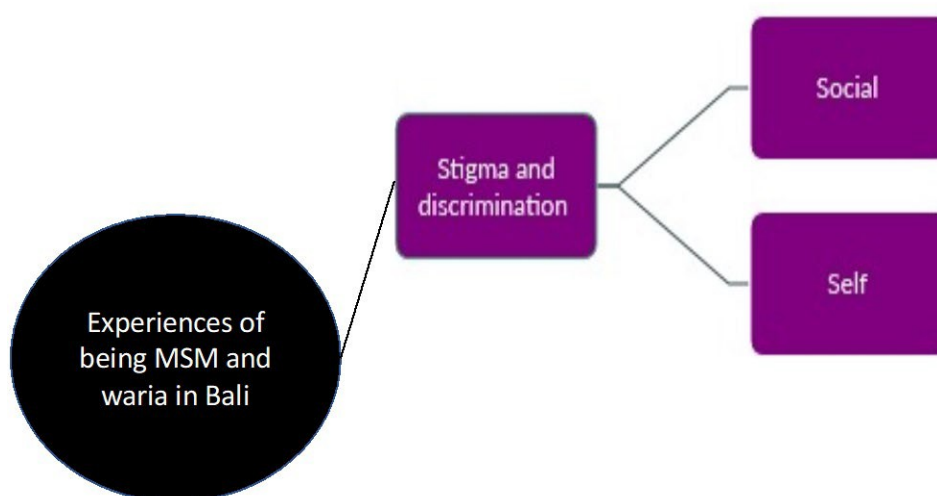 Social
Stigma and
discrimination
Self
Experiences of
being MSM and
waria in Bali